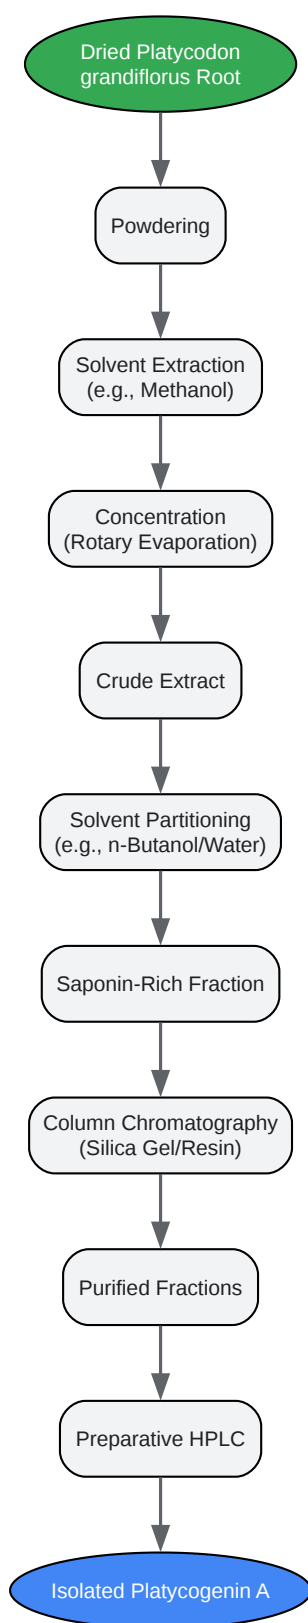 Dried Platycodon
grandiflorus Root
Powdering
Solvent Extraction
(e.g., Methanol)
Concentration
(Rotary Evaporation)
Crude Extract
Solvent Partitioning
(e.g., n-Butanol/Water)
Saponin-Rich Fraction
Column Chromatography
(Silica Gel/Resin)
Purified Fractions
Preparative HPLC
Isolated Platycogenin A